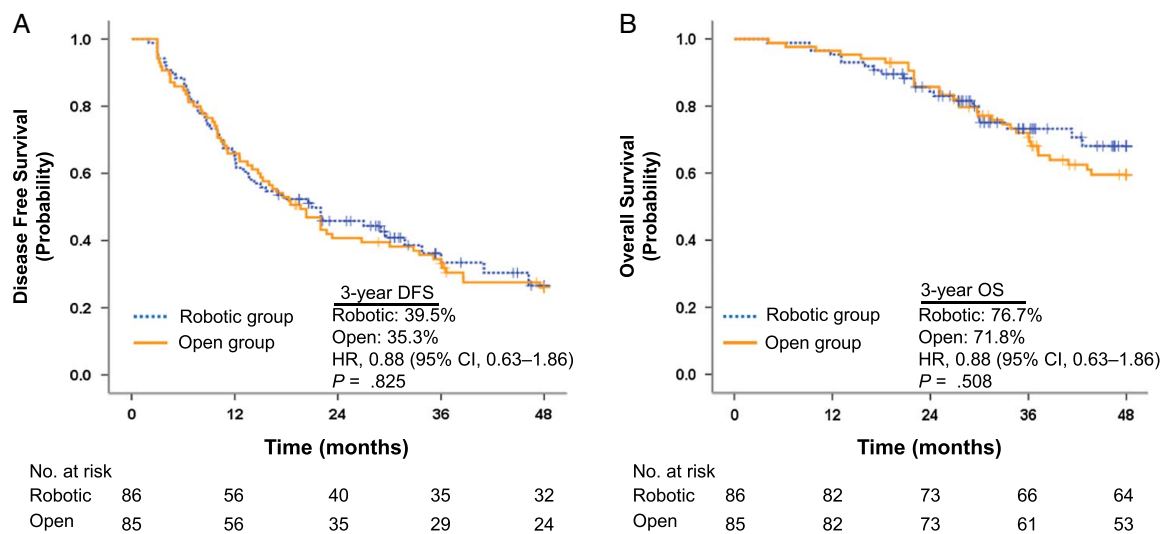 A
Disease Free Survival
(Probability)
1.0
0.8
0.6
0.4
0.2
0.0
Robotic group
Open group
3-year DFS
Robotic: 39.5%
Open: 35.3%
HR, 0.88 (95% CI, 0.63–1.86)
P = .825
0 12 24 36 48
Time (months)
No. at risk
Robotic 86 56 40 35 32
Open 85 56 35 29 24
B
Overall Survival
(Probability)
1.0
0.8
0.6
0.4
0.2
0.0
Robotic group
Open group
3-year OS
Robotic: 76.7%
Open: 71.8%
HR, 0.88 (95% CI, 0.63–1.86)
P = .508
0 12 24 36 48
Time (months)
No. at risk
Robotic 86 82 73 66 64
Open 85 82 73 61 53